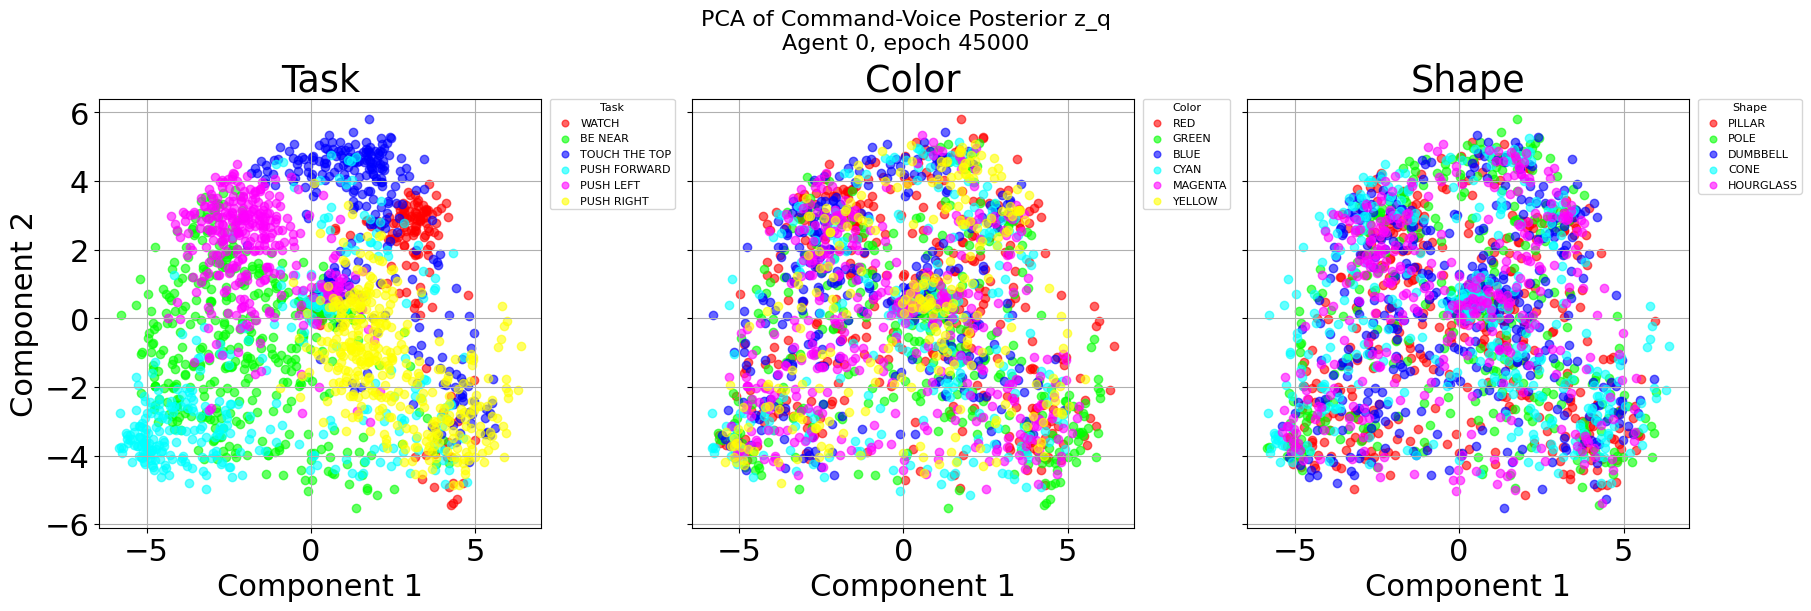 PCA of Command-Voice Posterior z_q
Agent 0, epoch 45000
Task
Component 2
6
4
2
0
−2
−4
−6
−5 0 5
Component 1
Task
WATCH
BE NEAR
TOUCH THE TOP
PUSH FORWARD
PUSH LEFT
PUSH RIGHT
Color
−5 0 5
Component 1
Color
RED
GREEN
BLUE
CYAN
MAGENTA
YELLOW
Shape
−5 0 5
Component 1
Shape
PILLAR
POLE
DUMBBELL
CONE
HOURGLASS